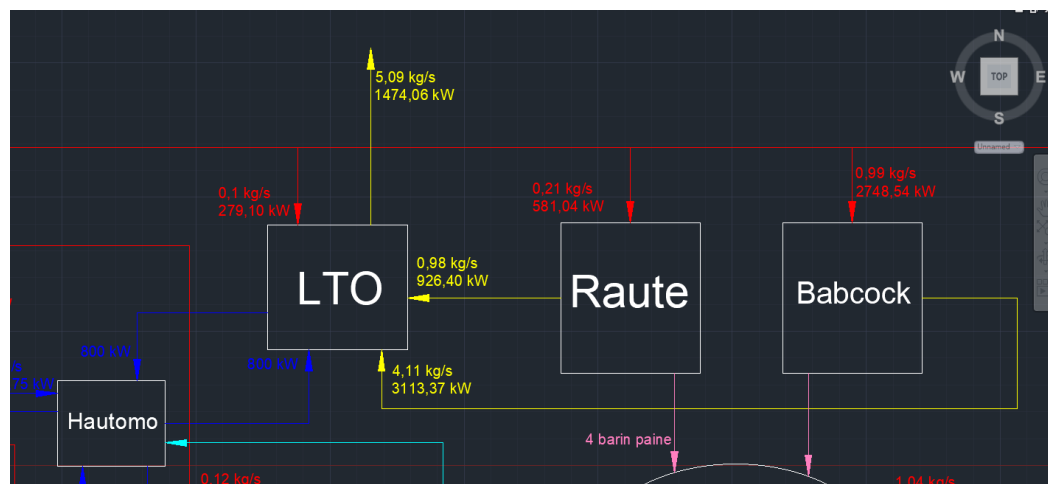 N
W
TOP
E
S
Unnamed
5,09 kg/s
1474,06 kW
0,1 kg/s
279,10 kW
0,21 kg/s
581,04 kW
0,99 kg/s
2748,54 kW
0,98 kg/s
926,40 kW
LTO
Raute
Babcock
800 kW
800 kW
4,11 kg/s
3113,37 kW
75 kW
Hautomo
4 barin paine
0,12 kg/s
1,04 kg/s